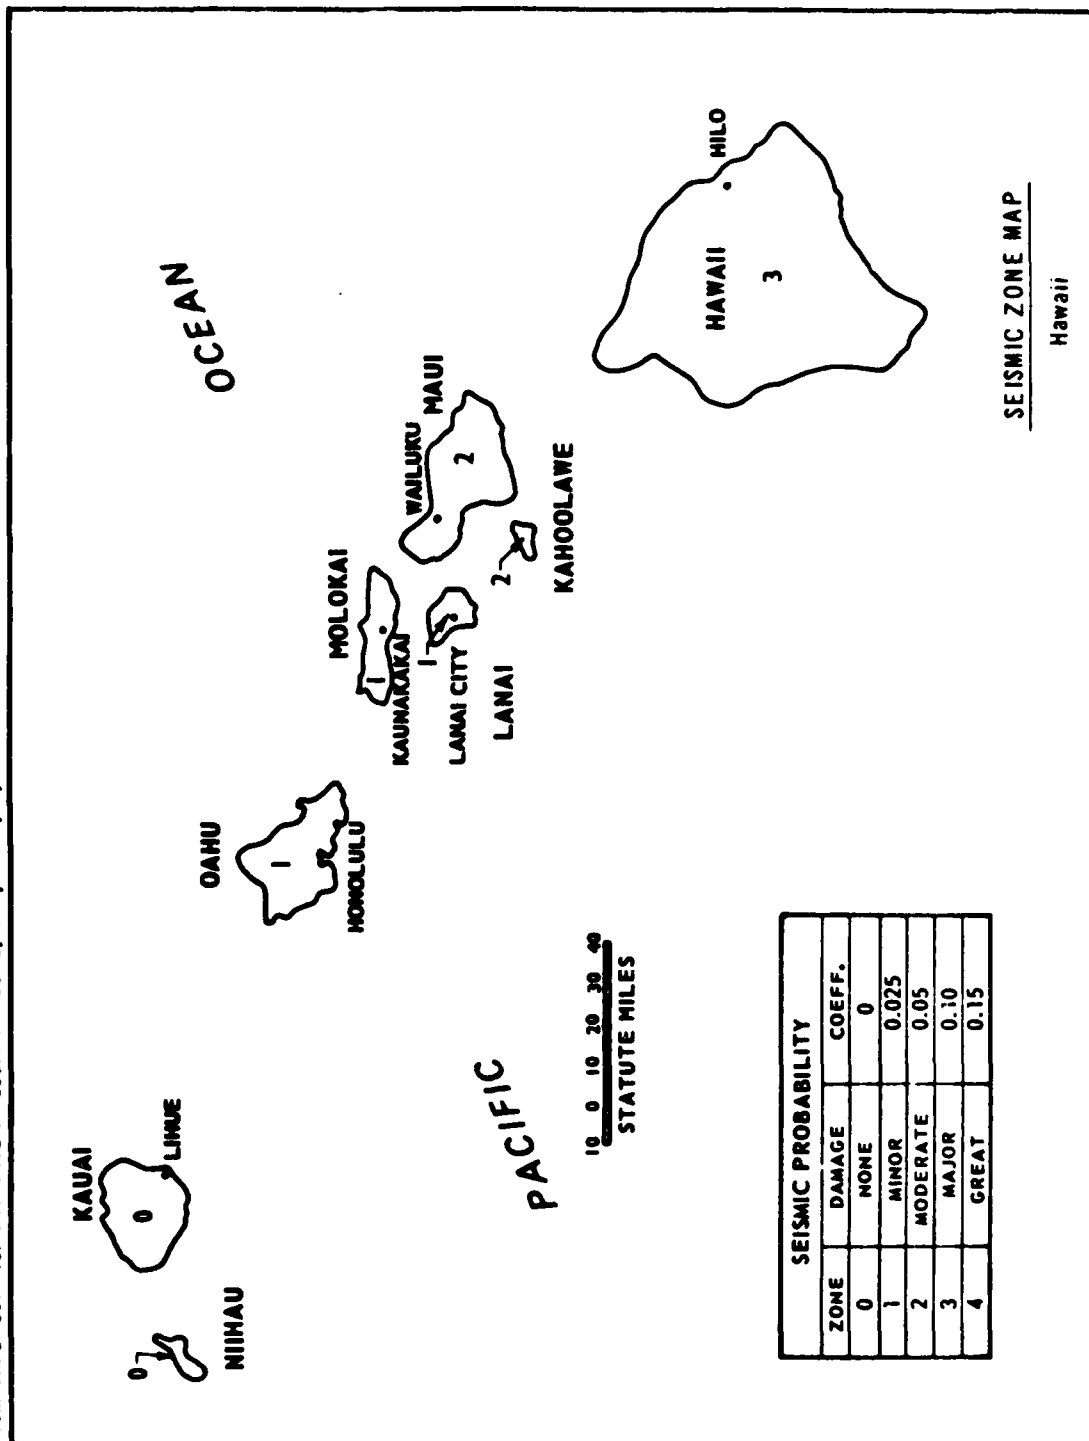 KAUAI
0
LIHUE
0
NIIHAU
OAHU
1
HONOLULU
MOLOKAI
1
KAUNAKAKAI
1
LANAI CITY
LANAI
WAILUKU
MAUI
2
2
KAHOOLAWE
OCEAN
PACIFIC
HAWAII
3
HILO
10 0 10 20 30 40
STATUTE MILES
SEISMIC PROBABILITY
ZONE DAMAGE COEFF.
0 NONE 0
1 MINOR 0.025
2 MODERATE 0.05
3 MAJOR 0.10
4 GREAT 0.15
SEISMIC ZONE MAP
Hawaii